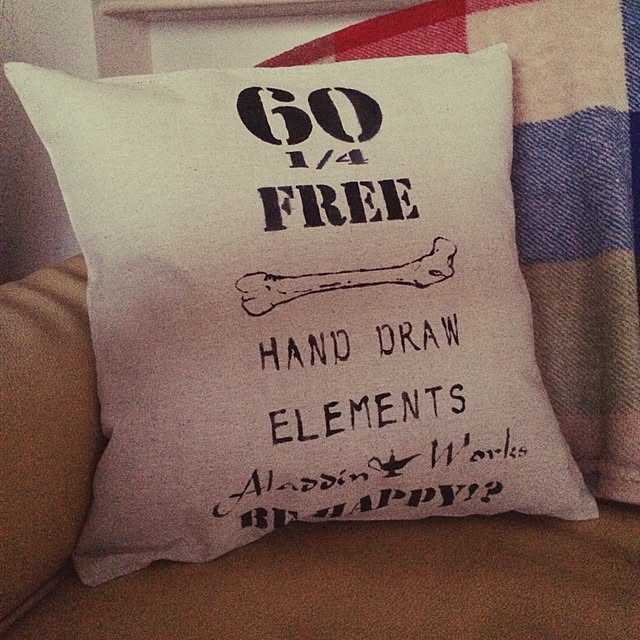 60
1/4
FREE
HAND DRAW
ELEMENTS
Aladdin Works
BE HAPPY!?